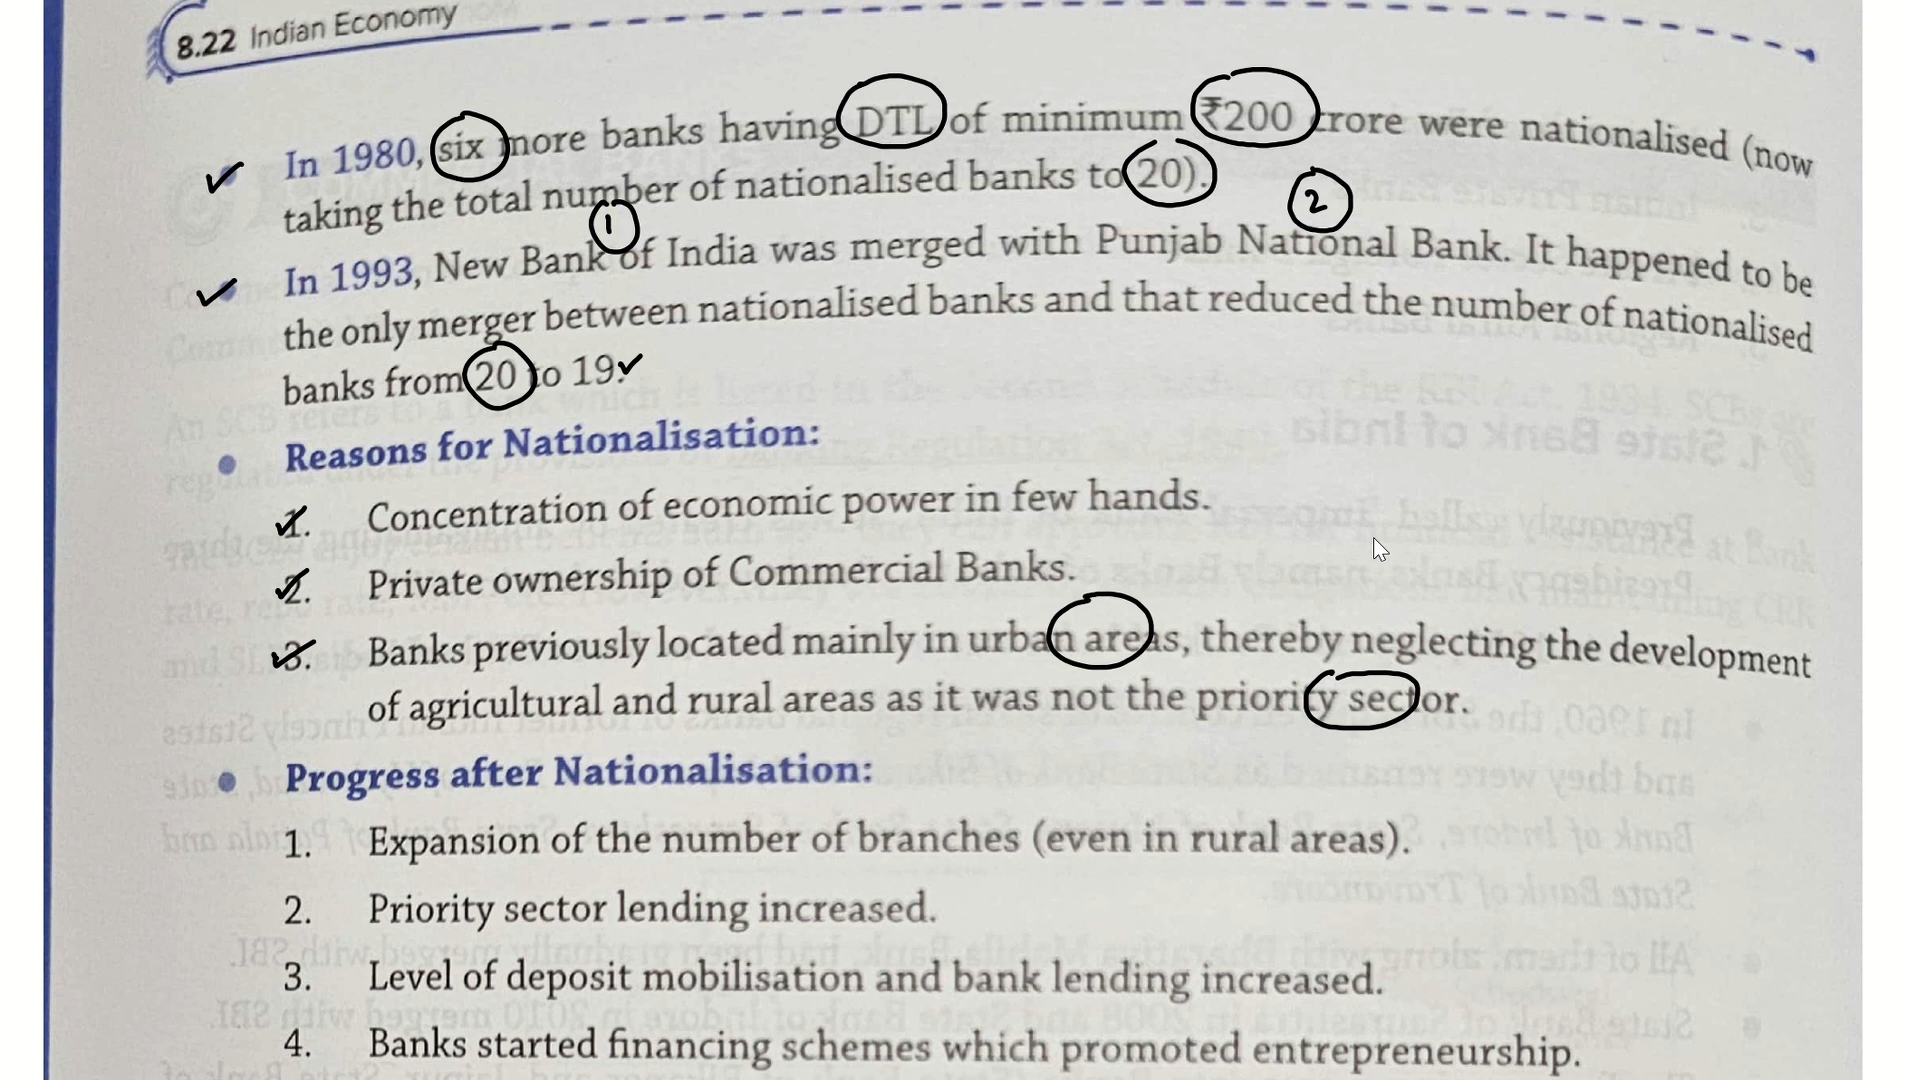 8.22 Indian Economy
In 1980, six more banks having DTL of minimum ₹200 crore were nationalised (now
taking the total number of nationalised banks to 20).
1
2
In 1993, New Bank of India was merged with Punjab National Bank. It happened to be
the only merger between nationalised banks and that reduced the number of nationalised
banks from 20 to 19.
Reasons for Nationalisation:
1. Concentration of economic power in few hands.
2. Private ownership of Commercial Banks.
3. Banks previously located mainly in urban areas, thereby neglecting the development
of agricultural and rural areas as it was not the priority sector.
Progress after Nationalisation:
1. Expansion of the number of branches (even in rural areas).
2. Priority sector lending increased.
3. Level of deposit mobilisation and bank lending increased.
4. Banks started financing schemes which promoted entrepreneurship.